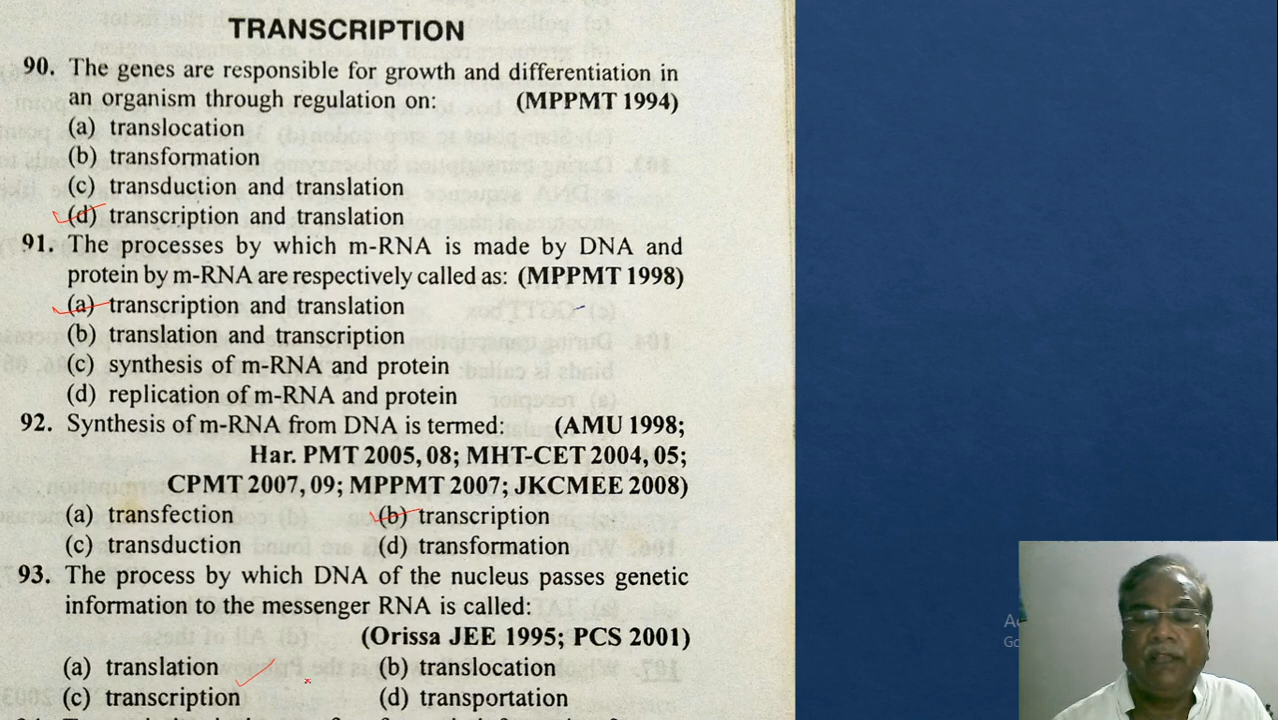 TRANSCRIPTION
90. The genes are responsible for growth and differentiation in
an organism through regulation on: (MPPMT 1994)
(a) translocation
(b) transformation
(c) transduction and translation
(d) transcription and translation
91. The processes by which m-RNA is made by DNA and
protein by m-RNA are respectively called as: (MPPMT 1998)
(a) transcription and translation
(b) translation and transcription
(c) synthesis of m-RNA and protein
(d) replication of m-RNA and protein
92. Synthesis of m-RNA from DNA is termed: (AMU 1998;
Har. PMT 2005, 08; MHT-CET 2004, 05;
CPMT 2007, 09; MPPMT 2007; JKCMEE 2008)
(a) transfection (b) transcription
(c) transduction (d) transformation
93. The process by which DNA of the nucleus passes genetic
information to the messenger RNA is called:
(Orissa JEE 1995; PCS 2001)
(a) translation (b) translocation
(c) transcription (d) transportation